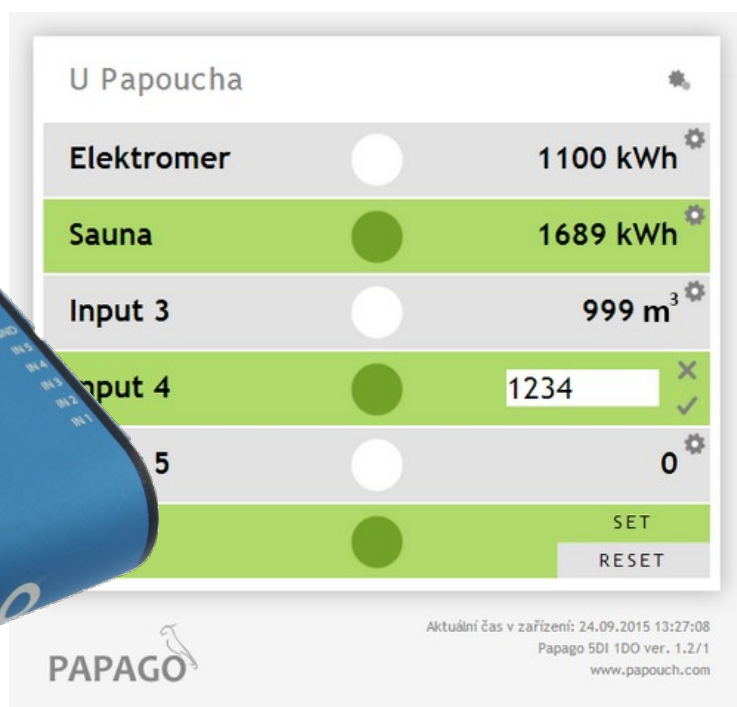 U Papoucha
Elektromer 1100 kWh
Sauna 1689 kWh
Input 3 999 m³
Input 4 1234
5 0
SET
RESET
GND
IN 5
IN 4
IN 3
IN 2
IN 1
Aktuální čas v zařízení: 24.09.2015 13:27:08
Papago 5DI 1DO ver. 1.2/1
www.papouch.com
PAPAGO